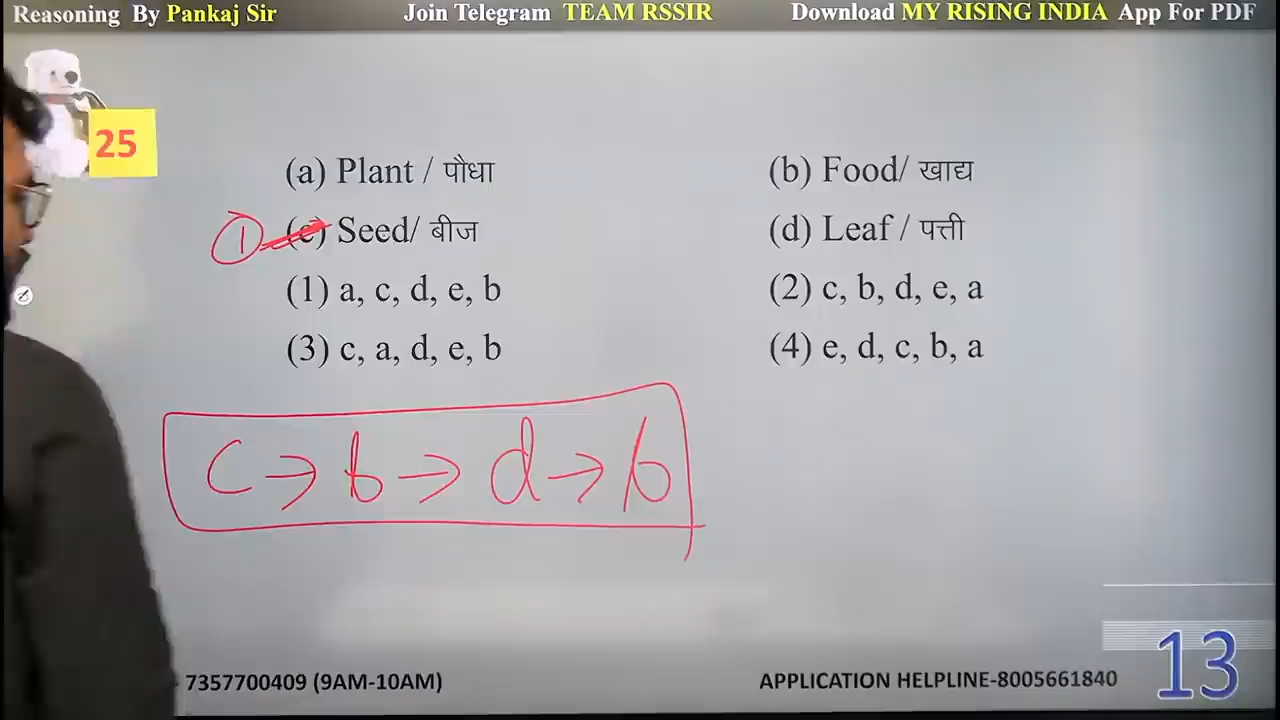 Reasoning By Pankaj Sir Join Telegram TEAM RSSIR Download MY RISING INDIA App For PDF
25
(a) Plant / पौधा (b) Food/ खाद्य
① (c) Seed/ बीज (d) Leaf / पत्ती
(1) a, c, d, e, b (2) c, b, d, e, a
(3) c, a, d, e, b (4) e, d, c, b, a
c → b → d → b
- 7357700409 (9AM-10AM) APPLICATION HELPLINE-8005661840
13